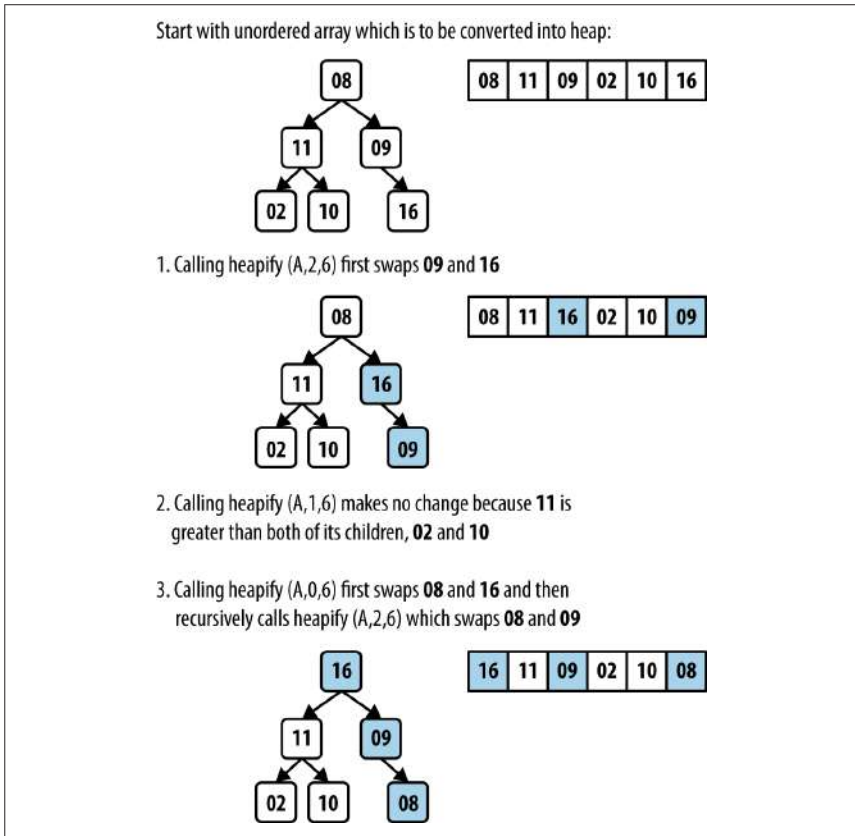 Start with unordered array which is to be converted into heap:
08
08 11 09 02 10 16
11 09
02 10 16
1. Calling heapify (A,2,6) first swaps 09 and 16
08
08 11 16 02 10 09
11 16
02 10 09
2. Calling heapify (A,1,6) makes no change because 11 is
greater than both of its children, 02 and 10
3. Calling heapify (A,0,6) first swaps 08 and 16 and then
recursively calls heapify (A,2,6) which swaps 08 and 09
16
16 11 09 02 10 08
11 09
02 10 08